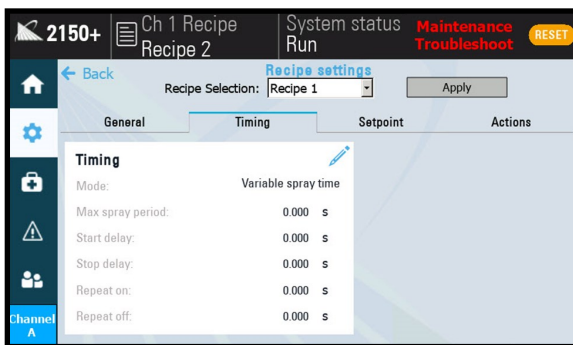 2150+
Ch 1 Recipe
Recipe 2
System status
Run
Maintenance
Troubleshoot
RESET
Back
Recipe settings
Recipe Selection: Recipe 1
Apply
General Timing Setpoint Actions
Timing
Mode: Variable spray time
Max spray period: 0.000 s
Start delay: 0.000 s
Stop delay: 0.000 s
Repeat on: 0.000 s
Repeat off: 0.000 s
Channel
A